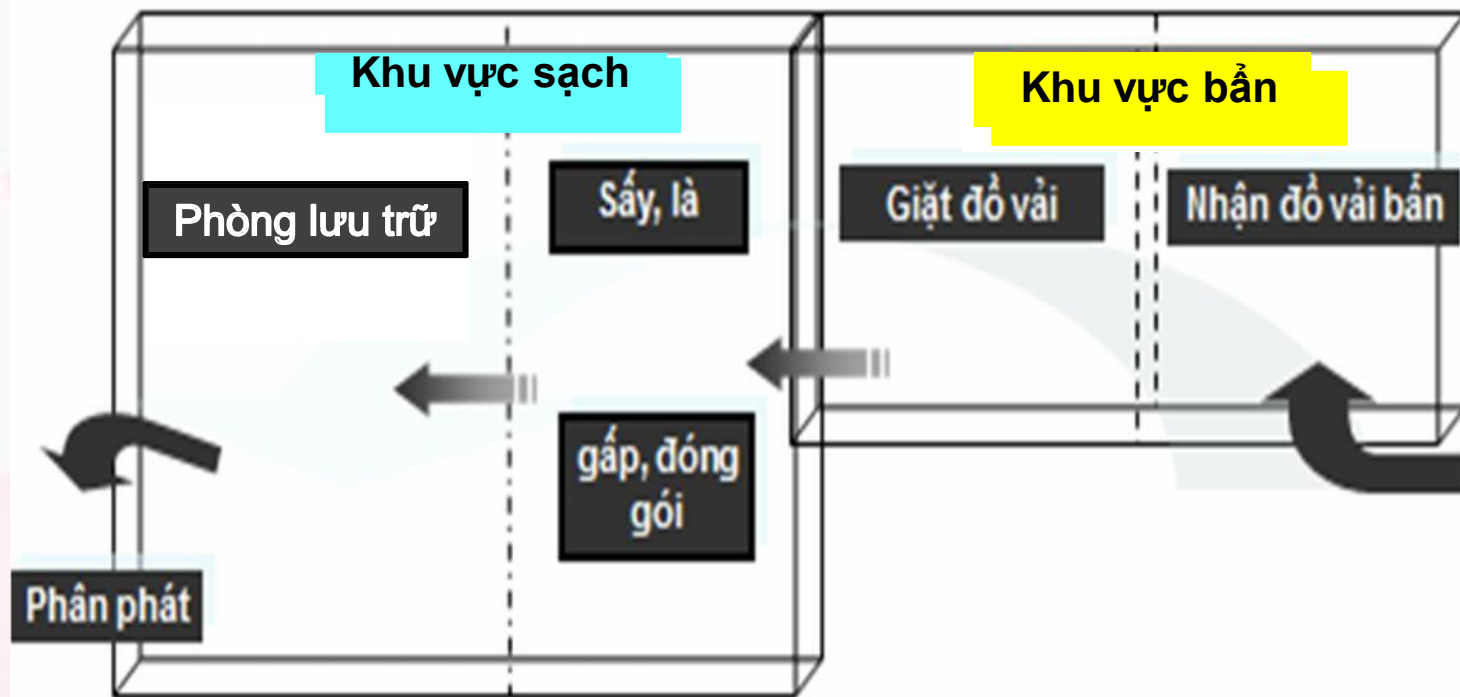 Khu vực sạch
Khu vực bẩn
Phòng lưu trữ
Sấy, là
Giặt đồ vải
Nhận đồ vải bẩn
gấp, đóng
gói
Phân phát